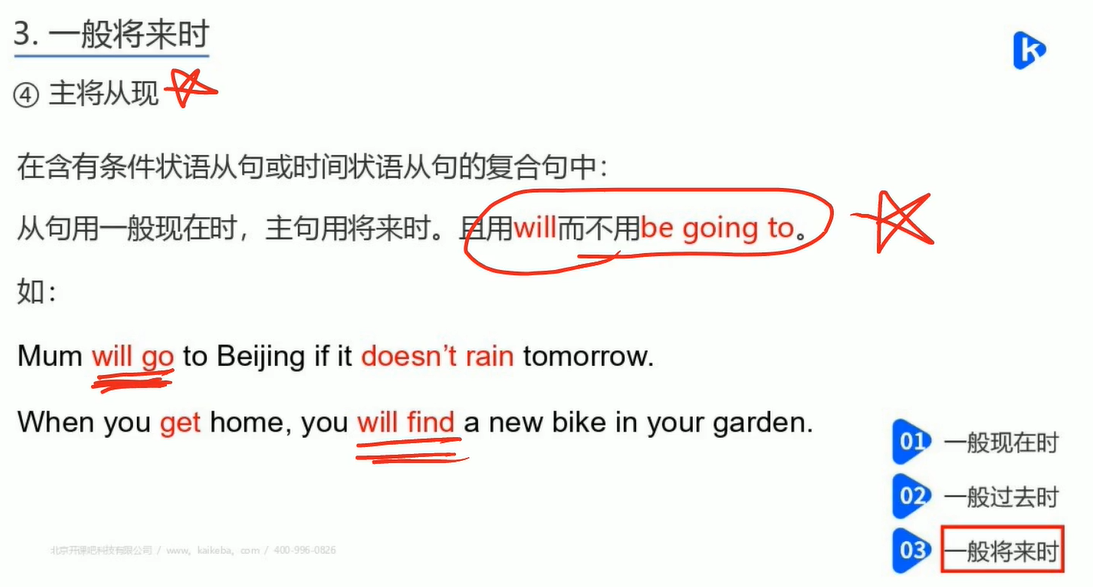 3. 一般将来时
④ 主将从现
在含有条件状语从句或时间状语从句的复合句中：
从句用一般现在时，主句用将来时。且用will而不用be going to。
如：
Mum will go to Beijing if it doesn't rain tomorrow.
When you get home, you will find a new bike in your garden.
01 一般现在时
02 一般过去时
03 一般将来时
北京开课吧科技有限公司 / www. kaikeba. com / 400-996-0826
k